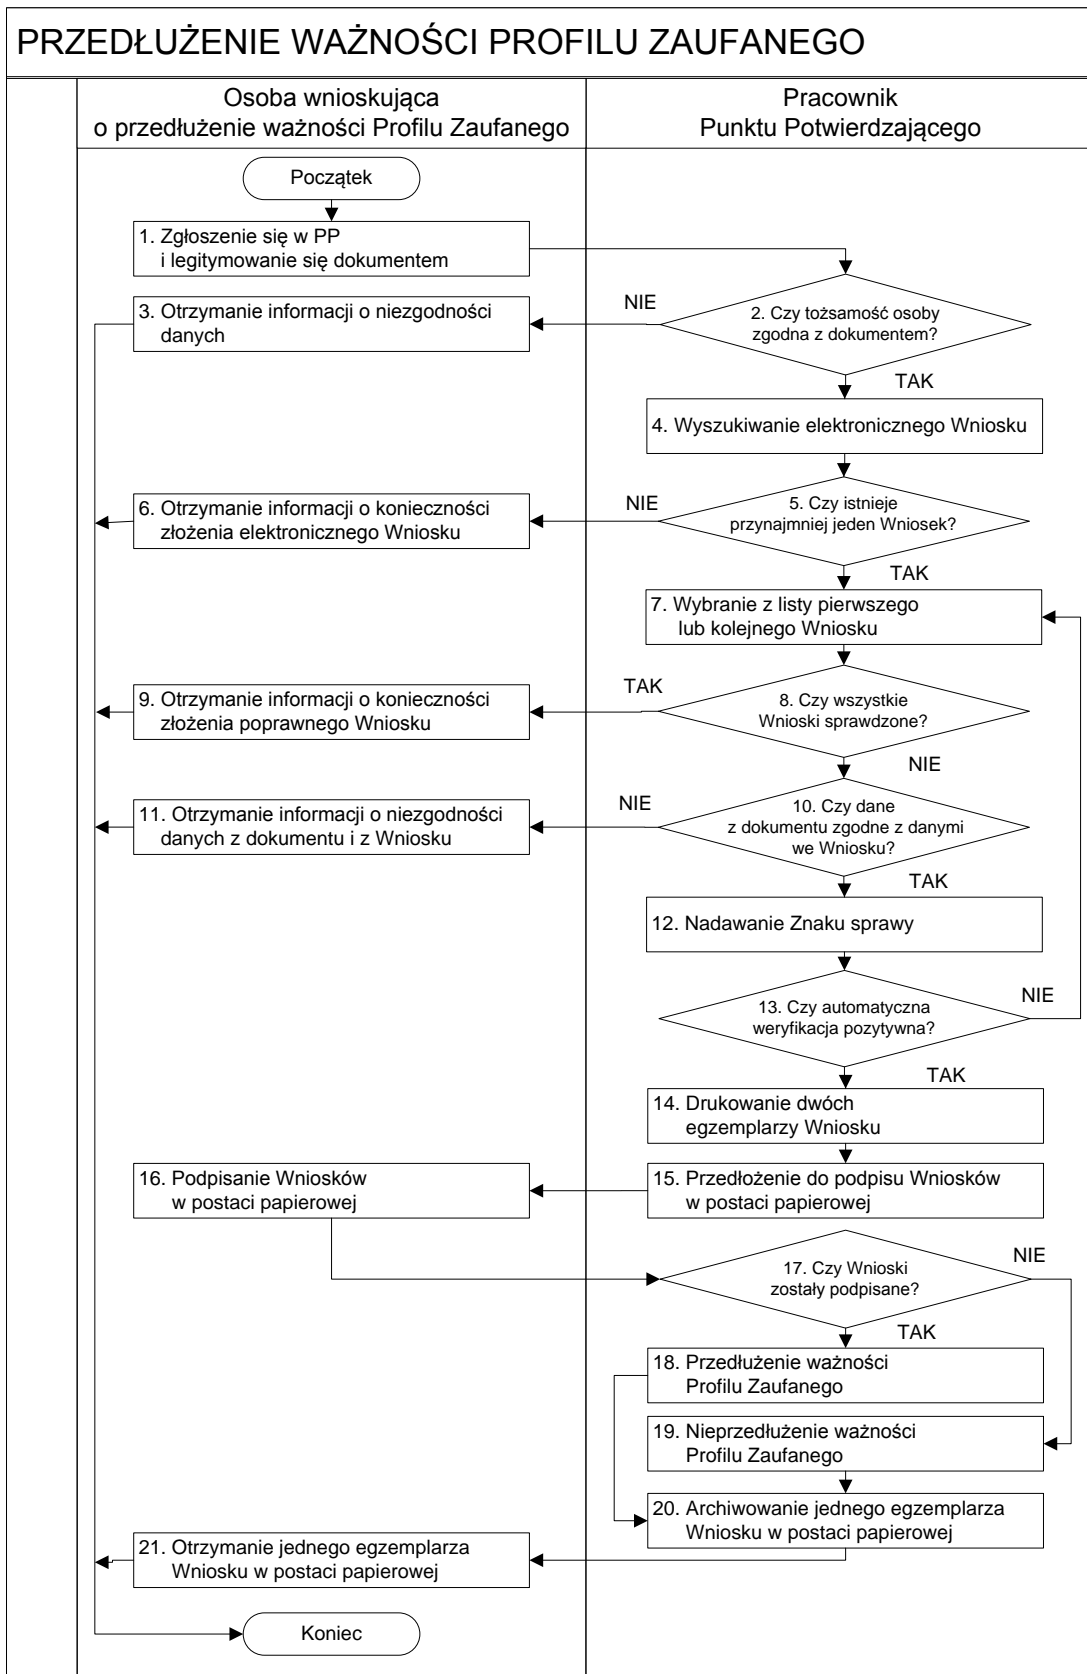 PRZEDŁUŻENIE WAŻNOŚCI PROFILU ZAUFANEGO
Osoba wnioskująca
o przedłużenie ważności Profilu Zaufanego
Pracownik
Punktu Potwierdzającego
Początek
1. Zgłoszenie się w PP
i legitymowanie się dokumentem
2. Czy tożsamość osoby
zgodna z dokumentem?
NIE
3. Otrzymanie informacji o niezgodności
danych
TAK
4. Wyszukiwanie elektronicznego Wniosku
5. Czy istnieje
przynajmniej jeden Wniosek?
NIE
6. Otrzymanie informacji o konieczności
złożenia elektronicznego Wniosku
TAK
7. Wybranie z listy pierwszego
lub kolejnego Wniosku
8. Czy wszystkie
Wnioski sprawdzone?
TAK
9. Otrzymanie informacji o konieczności
złożenia poprawnego Wniosku
NIE
10. Czy dane
z dokumentu zgodne z danymi
we Wniosku?
NIE
11. Otrzymanie informacji o niezgodności
danych z dokumentu i z Wniosku
TAK
12. Nadawanie Znaku sprawy
13. Czy automatyczna
weryfikacja pozytywna?
NIE
TAK
14. Drukowanie dwóch
egzemplarzy Wniosku
15. Przedłożenie do podpisu Wniosków
w postaci papierowej
16. Podpisanie Wniosków
w postaci papierowej
17. Czy Wnioski
zostały podpisane?
NIE
TAK
18. Przedłużenie ważności
Profilu Zaufanego
19. Nieprzedłużenie ważności
Profilu Zaufanego
20. Archiwowanie jednego egzemplarza
Wniosku w postaci papierowej
21. Otrzymanie jednego egzemplarza
Wniosku w postaci papierowej
Koniec